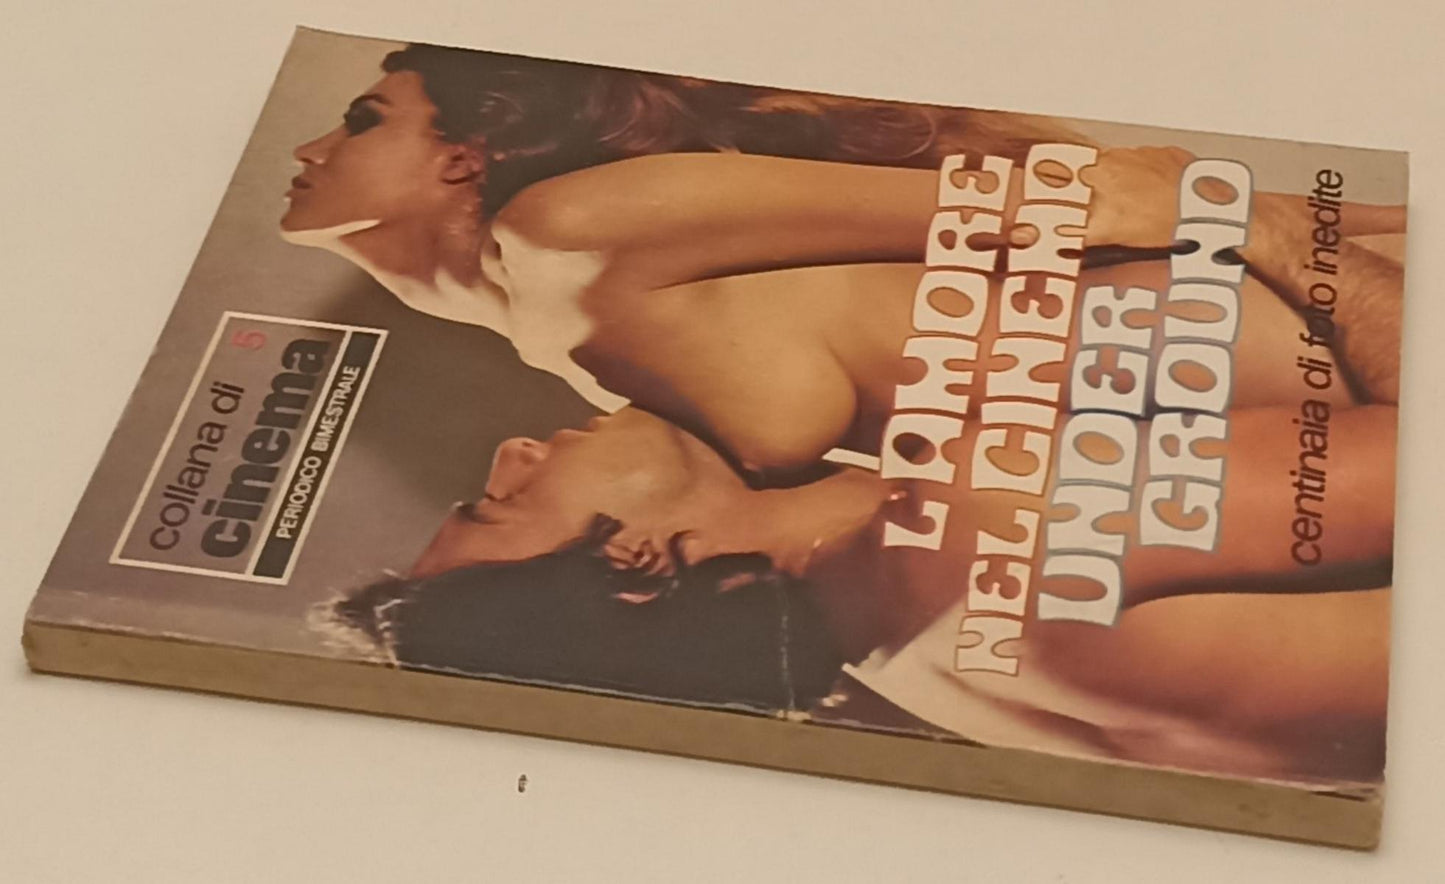 collana di 5
cinema
PERIODICO BIMESTRALE
L'AMORE
NEL CINEMA
UNDER
GROUND
centinaia di foto inedite